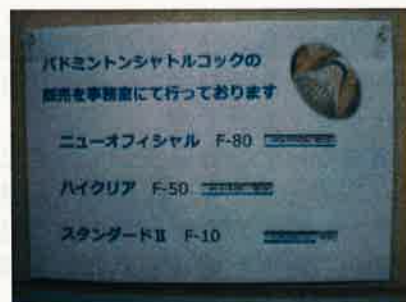 バドミントンシャトルコックの
販売を事務室にて行っております
ニューオフィシャル F-80
ハイクリア F-50
スタンダードⅡ F-10